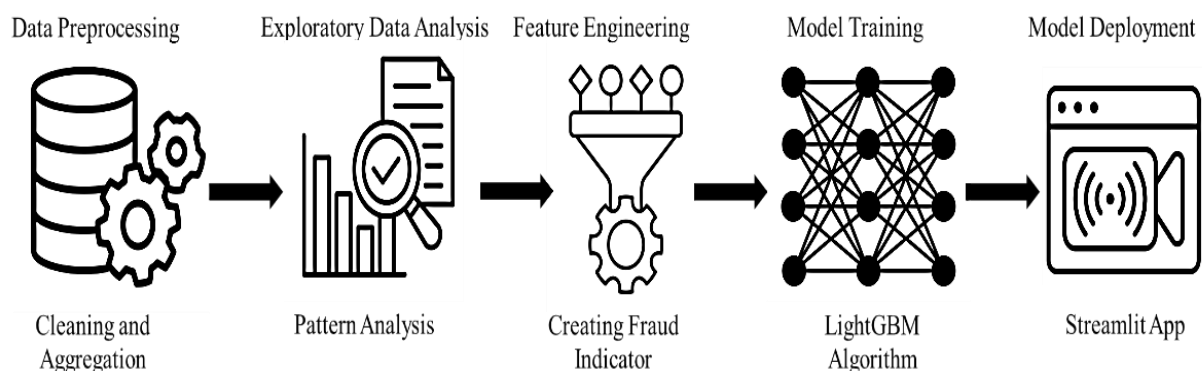 Data Preprocessing
Exploratory Data Analysis
Feature Engineering
Model Training
Model Deployment
Cleaning and
Aggregation
Pattern Analysis
Creating Fraud
Indicator
LightGBM
Algorithm
Streamlit App